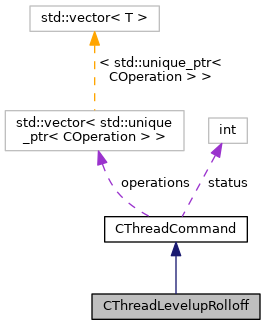 std::vector< T >
< std::unique_ptr<
COperation > >
std::vector< std::unique
_ptr< COperation > >
int
operations
status
CThreadCommand
CThreadLevelupRolloff